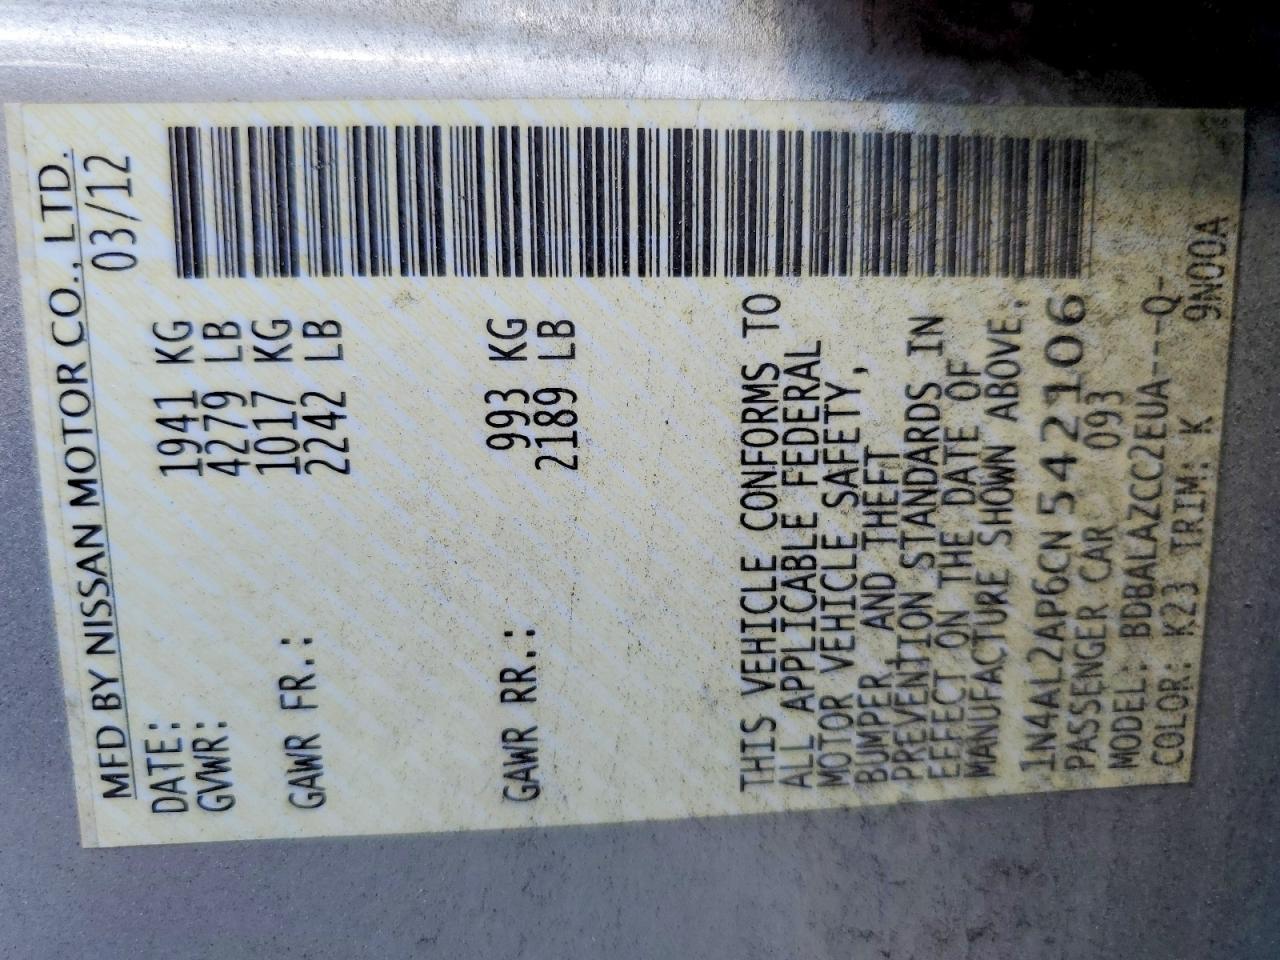 MFD BY NISSAN MOTOR CO., LTD.
DATE: 03/12
GVWR: 1941 KG
4279 LB
GAWR FR.: 1017 KG
2242 LB
GAWR RR.: 993 KG
2189 LB
THIS VEHICLE CONFORMS TO
ALL APPLICABLE FEDERAL
MOTOR VEHICLE SAFETY,
BUMPER, AND THEFT
PREVENTION STANDARDS IN
EFFECT ON THE DATE OF
MANUFACTURE SHOWN ABOVE.
1N4AL2AP6CN542106
PASSENGER CAR 093
MODEL: BDBALAZCC2EUA----Q-
COLOR: K23 TRIM: K 9N00A